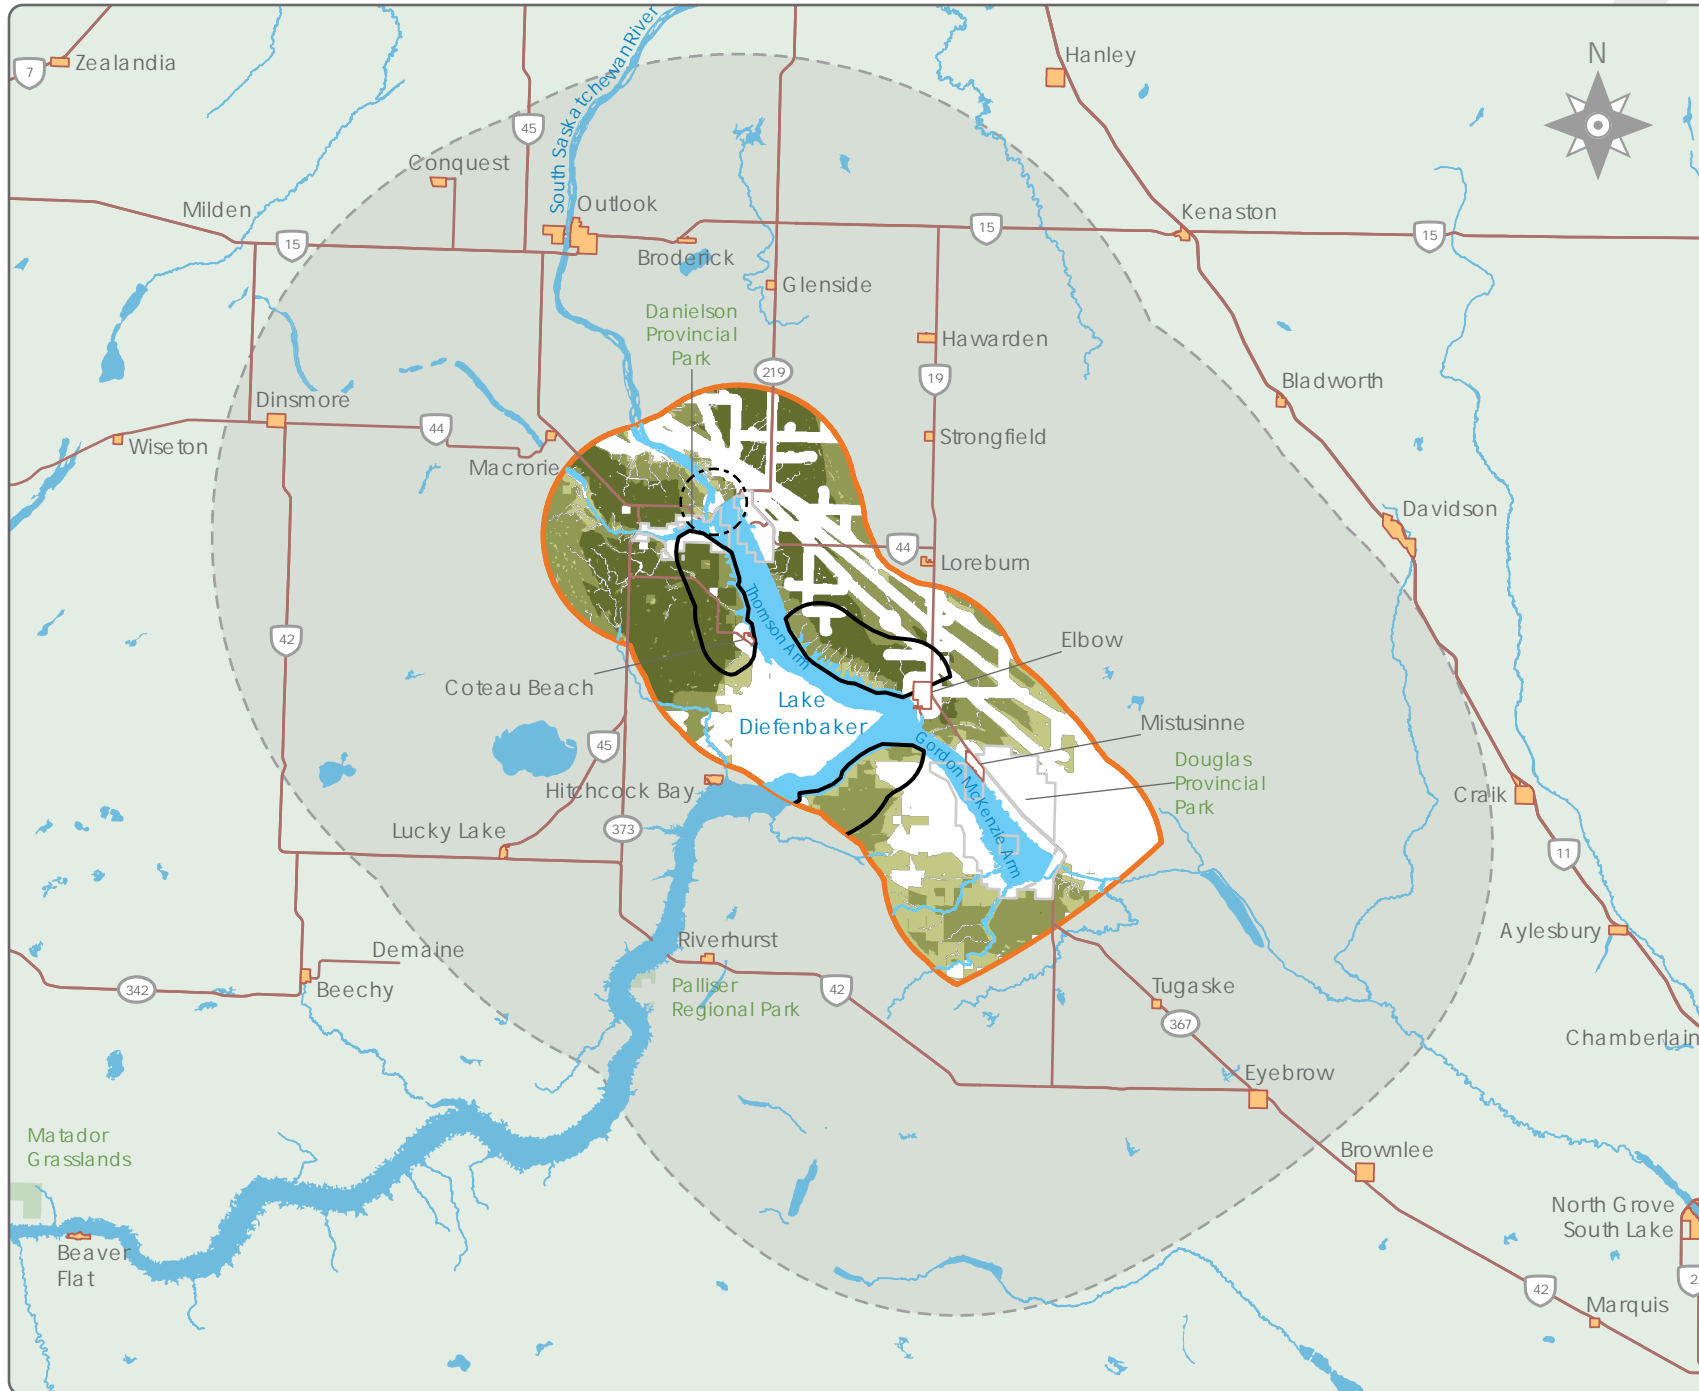 N
Hanley
7
Zealandia
South Saskatchewan River
45
Conquest
Milden
Outlook
Kenaston
15
15
15
Broderick
Glenside
Danielson
Provincial
Park
Hawarden
219
19
Bladworth
Dinsmore
44
Wiseton
Strongfield
Macrorie
Davidson
44
Loreburn
Thomson Arm
42
Elbow
Coteau Beach
Lake
Diefenbaker
Mistusinne
Gordon McKenzie Arm
45
Douglas
Provincial
Park
Hitchcock Bay
Craik
Lucky Lake
373
11
Demaine
Riverhurst
Aylesbury
342
Beechy
Palliser
Regional Park
42
Tugaske
367
Chamberlain
Eyebrow
Matador
Grasslands
Brownlee
North Grove
South Lake
Beaver
Flat
2
42
Marquis